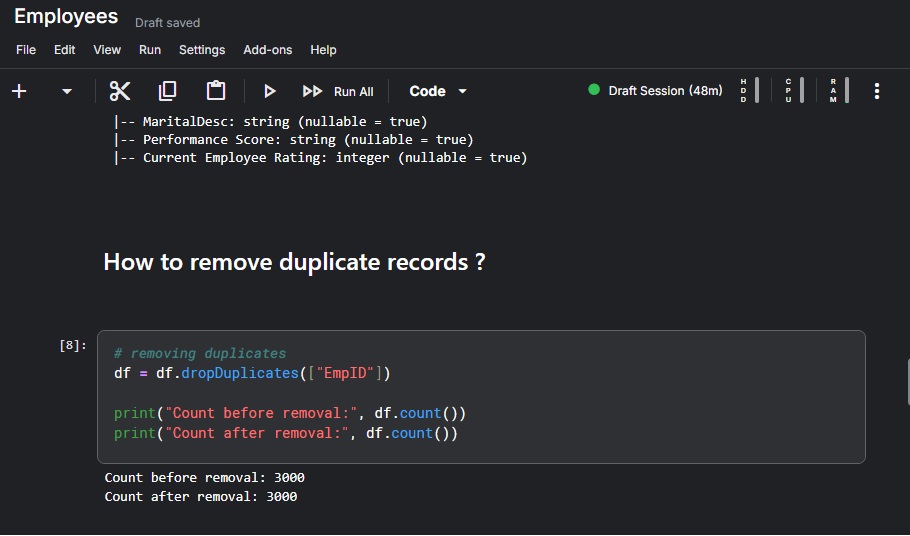 Employees Draft saved
File Edit View Run Settings Add-ons Help
Run All Code Draft Session (48m) HDD CPU RAM
|-- MaritalDesc: string (nullable = true)
|-- Performance Score: string (nullable = true)
|-- Current Employee Rating: integer (nullable = true)
How to remove duplicate records ?
[8]:
# removing duplicates
df = df.dropDuplicates(["EmpID"])
print("Count before removal:", df.count())
print("Count after removal:", df.count())
Count before removal: 3000
Count after removal: 3000